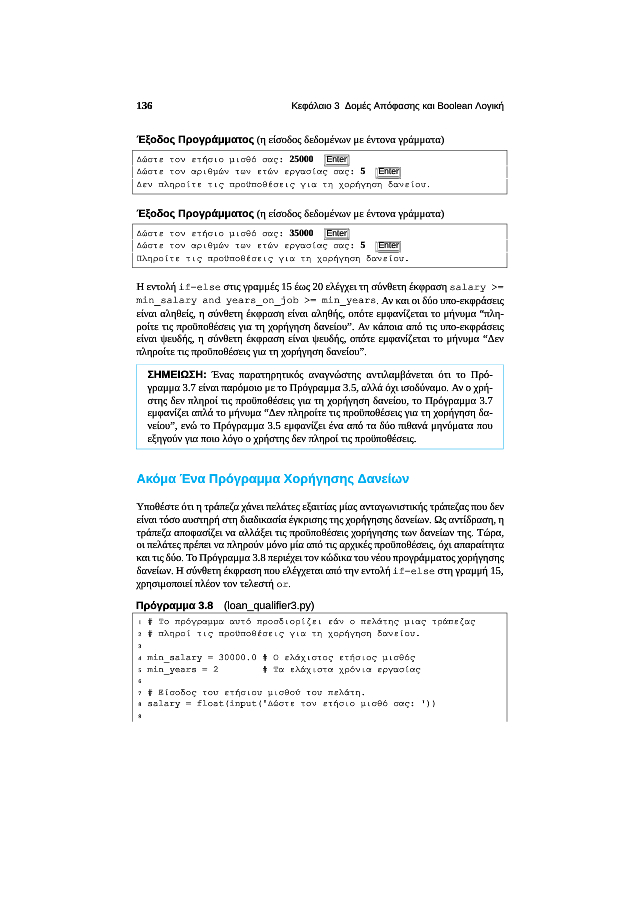 136 Κεφάλαιο 3 Δομές Απόφασης και Boolean Λογική
Έξοδος Προγράμματος (η είσοδος δεδομένων με έντονα γράμματα)
Δώστε τον ετήσιο μισθό σας: 25000 Enter
Δώστε τον αριθμών των ετών εργασίας σας: 5 Enter
Δεν πληροίτε τις προϋποθέσεις για τη χορήγηση δανείου.
Έξοδος Προγράμματος (η είσοδος δεδομένων με έντονα γράμματα)
Δώστε τον ετήσιο μισθό σας: 35000 Enter
Δώστε τον αριθμών των ετών εργασίας σας: 5 Enter
Πληροίτε τις προϋποθέσεις για τη χορήγηση δανείου.
Η εντολή if-else στις γραμμές 15 έως 20 ελέγχει τη σύνθετη έκφραση salary >=
min_salary and years_on_job >= min_years. Αν και οι δύο υπο-εκφράσεις
είναι αληθείς, η σύνθετη έκφραση είναι αληθής, οπότε εμφανίζεται το μήνυμα “πλη-
ροίτε τις προϋποθέσεις για τη χορήγηση δανείου”. Αν κάποια από τις υπο-εκφράσεις
είναι ψευδής, η σύνθετη έκφραση είναι ψευδής, οπότε εμφανίζεται το μήνυμα “Δεν
πληροίτε τις προϋποθέσεις για τη χορήγηση δανείου”.
ΣΗΜΕΙΩΣΗ: Ένας παρατηρητικός αναγνώστης αντιλαμβάνεται ότι το Πρό-
γραμμα 3.7 είναι παρόμοιο με το Πρόγραμμα 3.5, αλλά όχι ισοδύναμο. Αν ο χρή-
στης δεν πληροί τις προϋποθέσεις για τη χορήγηση δανείου, το Πρόγραμμα 3.7
εμφανίζει απλά το μήνυμα “Δεν πληροίτε τις προϋποθέσεις για τη χορήγηση δα-
νείου”, ενώ το Πρόγραμμα 3.5 εμφανίζει ένα από τα δύο πιθανά μηνύματα που
εξηγούν για ποιο λόγο ο χρήστης δεν πληροί τις προϋποθέσεις.
Ακόμα Ένα Πρόγραμμα Χορήγησης Δανείων
Υποθέστε ότι η τράπεζα χάνει πελάτες εξαιτίας μίας ανταγωνιστικής τράπεζας που δεν
είναι τόσο αυστηρή στη διαδικασία έγκρισης της χορήγησης δανείων. Ως αντίδραση, η
τράπεζα αποφασίζει να αλλάξει τις προϋποθέσεις χορήγησης των δανείων της. Τώρα,
οι πελάτες πρέπει να πληρούν μόνο μία από τις αρχικές προϋποθέσεις, όχι απαραίτητα
και τις δύο. Το Πρόγραμμα 3.8 περιέχει τον κώδικα του νέου προγράμματος χορήγησης
δανείων. Η σύνθετη έκφραση που ελέγχεται από την εντολή if-else στη γραμμή 15,
χρησιμοποιεί πλέον τον τελεστή or.
Πρόγραμμα 3.8 (loan_qualifier3.py)
1 # Το πρόγραμμα αυτό προσδιορίζει εάν ο πελάτης μιας τράπεζας
2 # πληροί τις προϋποθέσεις για τη χορήγηση δανείου.
3
4 min_salary = 30000.0 # Ο ελάχιστος ετήσιος μισθός
5 min_years = 2 # Τα ελάχιστα χρόνια εργασίας
6
7 # Είσοδος του ετήσιου μισθού του πελάτη.
8 salary = float(input('Δώστε τον ετήσιο μισθό σας: '))
9